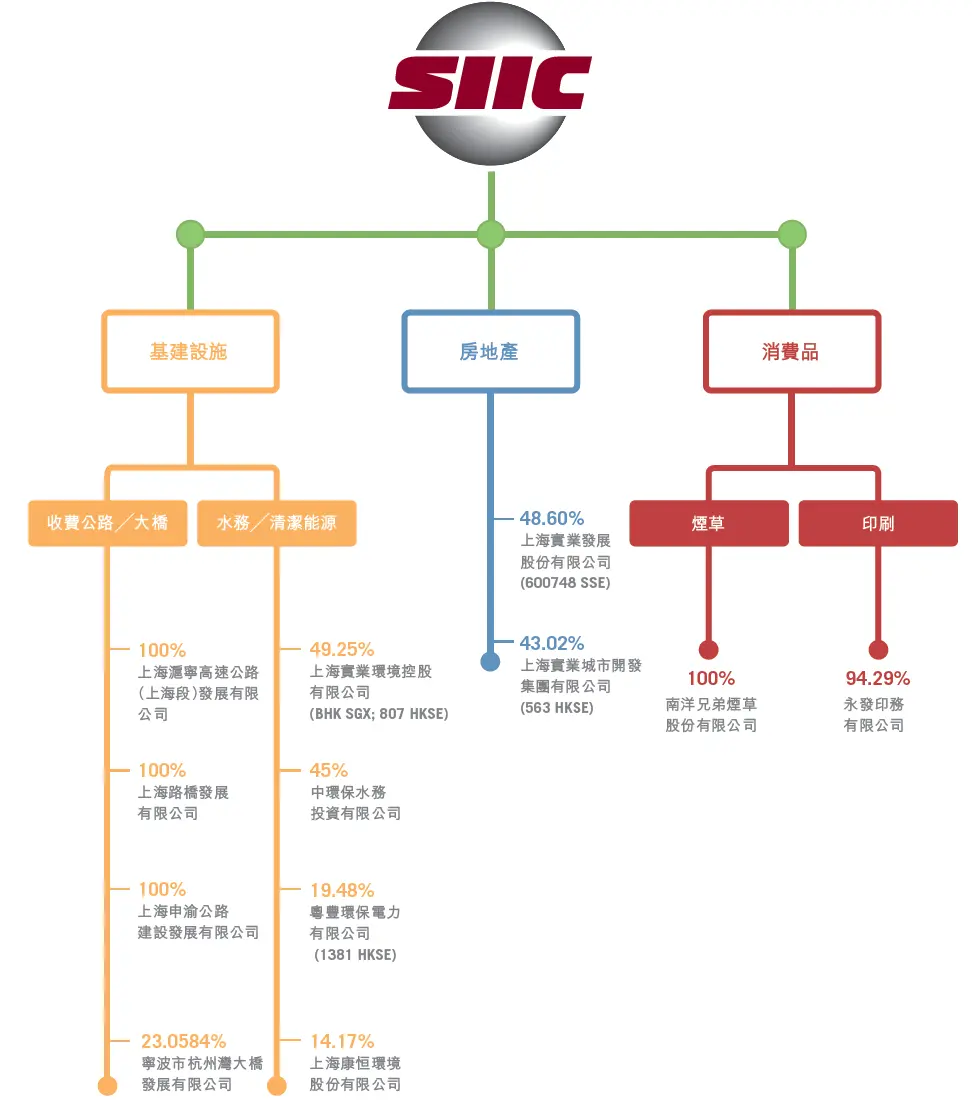 SIIC
基建設施
房地產
消費品
收費公路／大橋
水務／清潔能源
煙草
印刷
100%
上海滬寧高速公路
(上海段)發展有限
公司
100%
上海路橋發展
有限公司
100%
上海申渝公路
建設發展有限公司
23.0584%
寧波市杭州灣大橋
發展有限公司
49.25%
上海實業環境控股
有限公司
(BHK SGX; 807 HKSE)
45%
中環保水務
投資有限公司
19.48%
粵豐環保電力
有限公司
(1381 HKSE)
14.17%
上海康恒環境
股份有限公司
48.60%
上海實業發展
股份有限公司
(600748 SSE)
43.02%
上海實業城市開發
集團有限公司
(563 HKSE)
100%
南洋兄弟煙草
股份有限公司
94.29%
永發印務
有限公司